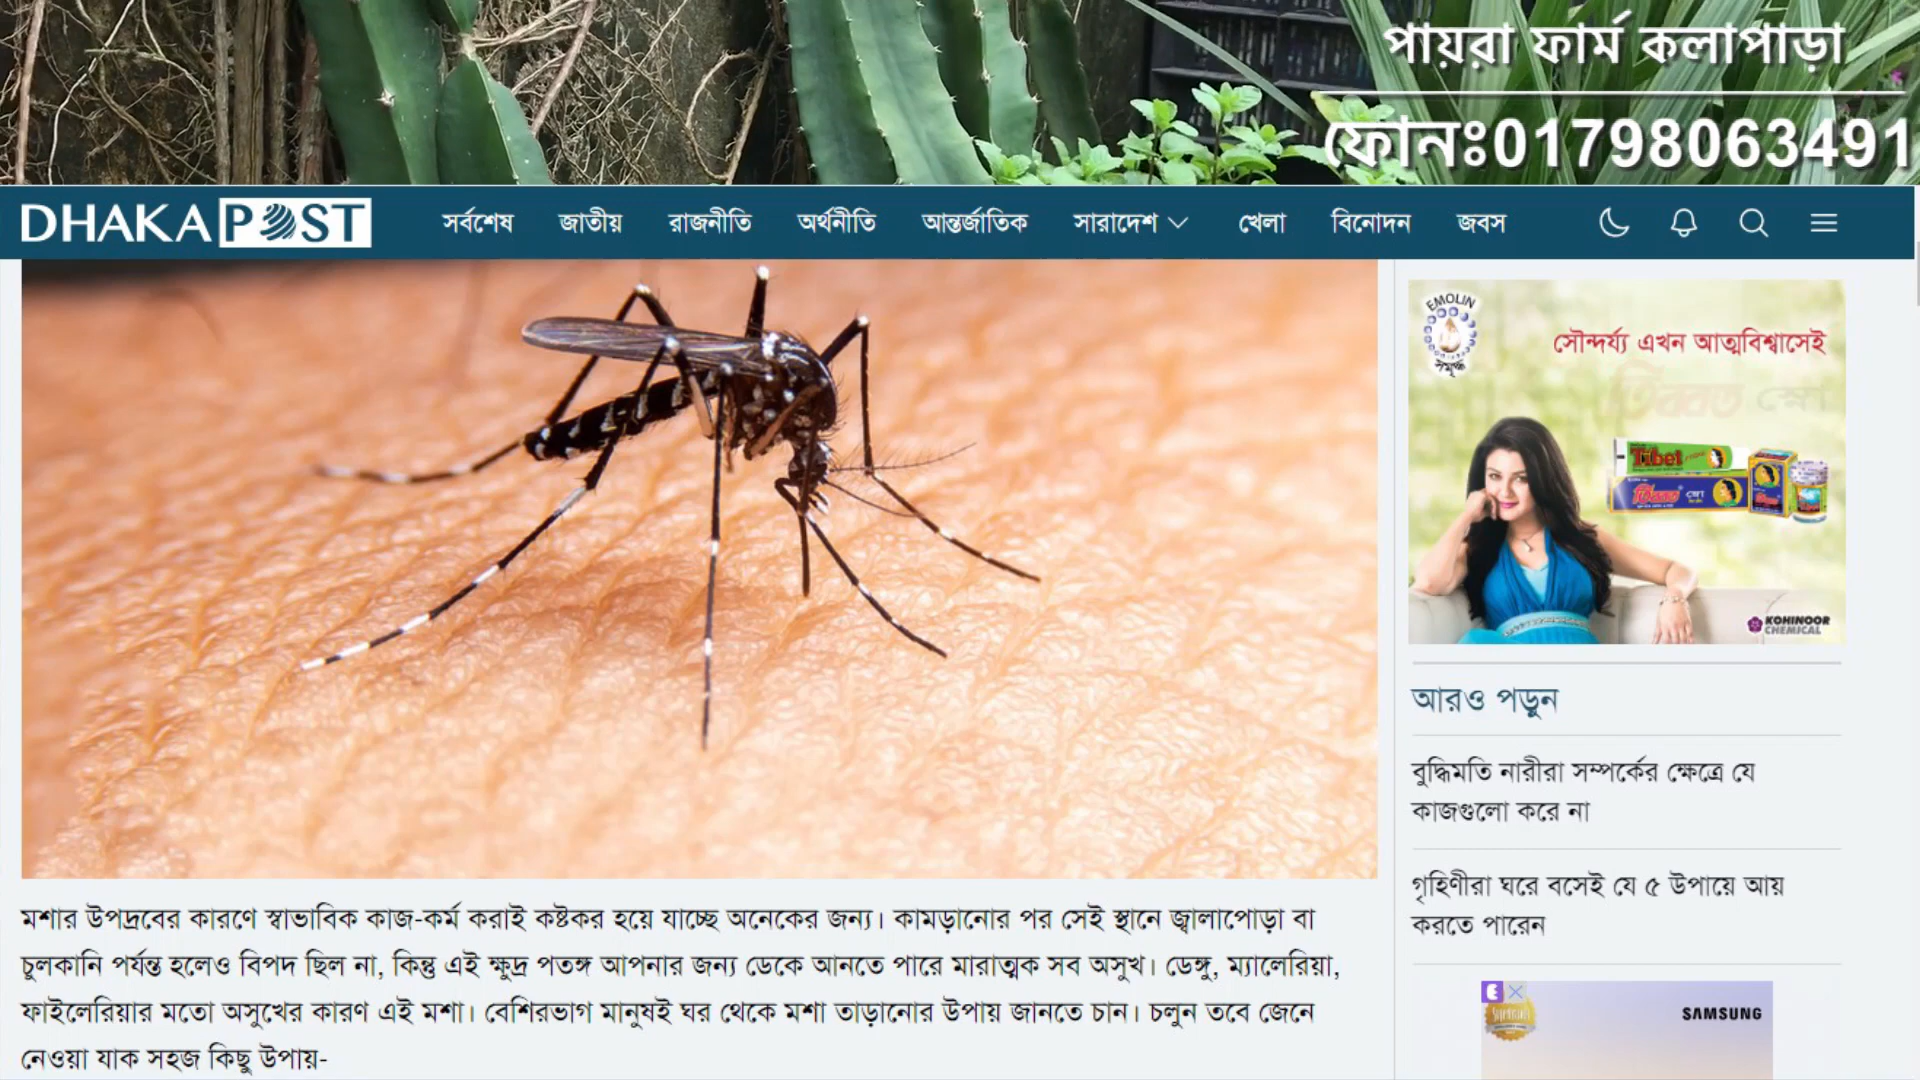 পায়রা ফার্ম কলাপাড়া
ফোনঃ01798063491
DHAKA POST
সর্বশেষ জাতীয় রাজনীতি অর্থনীতি আন্তর্জাতিক সারাদেশ খেলা বিনোদন জবস
EMOLIN
সমৃদ্ধ
সৌন্দর্য্য এখন আত্মবিশ্বাসেই
তিব্বত স্নো
Tibet
তিব্বত স্নো
KOHINOOR
CHEMICAL
আরও পড়ুন
বুদ্ধিমতি নারীরা সম্পর্কের ক্ষেত্রে যে
কাজগুলো করে না
গৃহিণীরা ঘরে বসেই যে ৫ উপায়ে আয়
করতে পারেন
SAMSUNG
মশার উপদ্রবের কারণে স্বাভাবিক কাজ-কর্ম করাই কষ্টকর হয়ে যাচ্ছে অনেকের জন্য। কামড়ানোর পর সেই স্থানে জ্বালাপোড়া বা
চুলকানি পর্যন্ত হলেও বিপদ ছিল না, কিন্তু এই ক্ষুদ্র পতঙ্গ আপনার জন্য ডেকে আনতে পারে মারাত্মক সব অসুখ। ডেঙ্গু, ম্যালেরিয়া,
ফাইলেরিয়ার মতো অসুখের কারণ এই মশা। বেশিরভাগ মানুষই ঘর থেকে মশা তাড়ানোর উপায় জানতে চান। চলুন তবে জেনে
নেওয়া যাক সহজ কিছু উপায়-